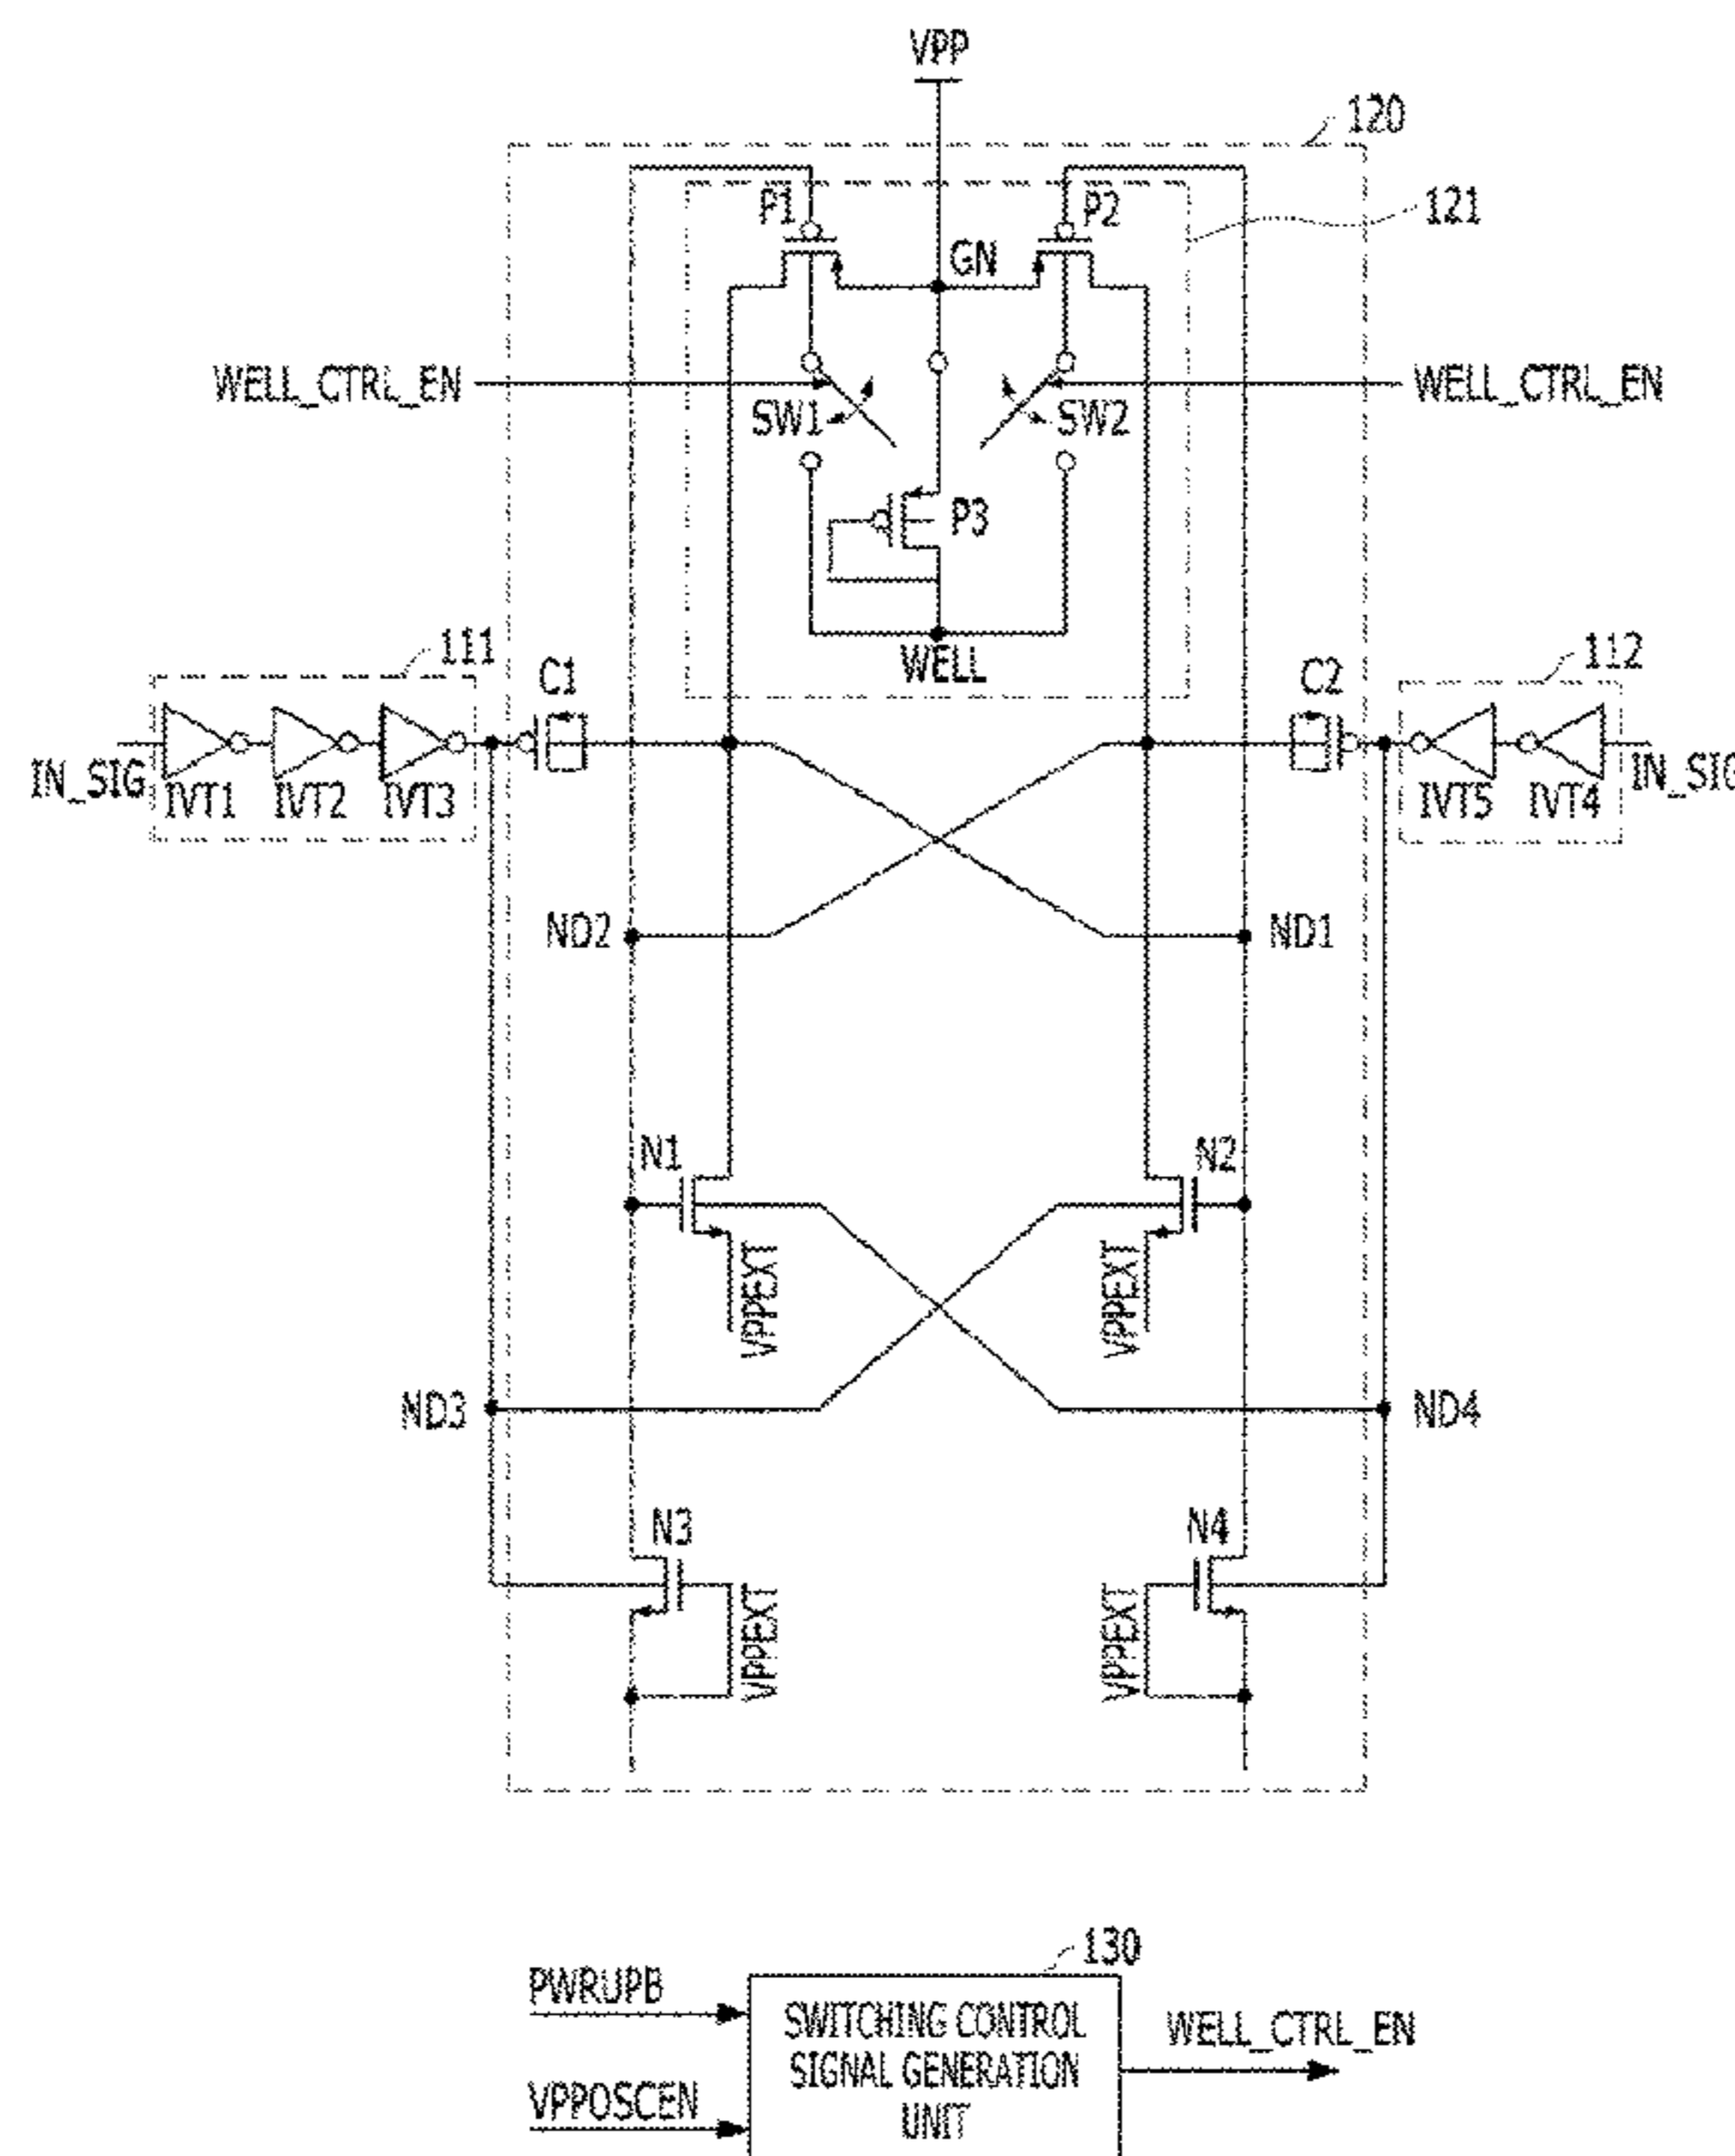 VPP
120
P1
P2
121
GN
WELL_CTRL_EN
WELL_CTRL_EN
SW1
SW2
P3
WELL
111
C1
C2
112
IN_SIG
IVT1
IVT2
IVT3
IVT5
IVT4
IN_SIG
ND2
ND1
N1
N2
VPPEXT
VPPEXT
ND3
ND4
N3
N4
VPPEXT
VPPEXT
130
PWRUPB
SWITCHING CONTROL
SIGNAL GENERATION
UNIT
WELL_CTRL_EN
VPPOSCEN